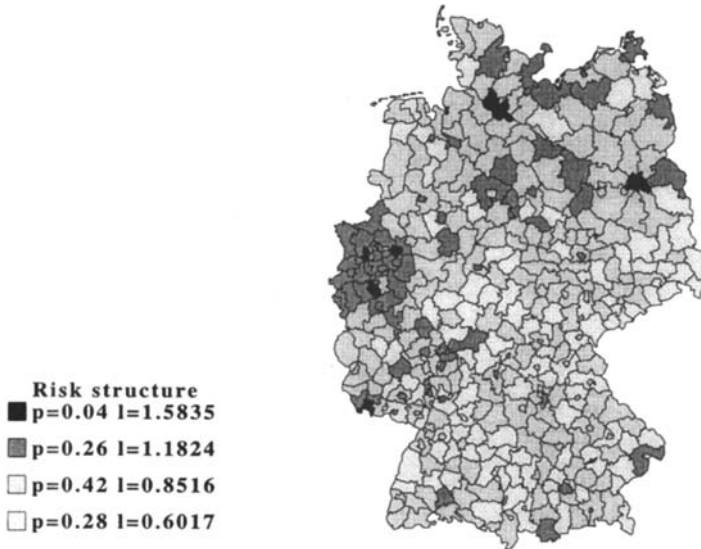 Risk structure
p=0.04 l=1.5835
p=0.26 l=1.1824
p=0.42 l=0.8516
p=0.28 l=0.6017